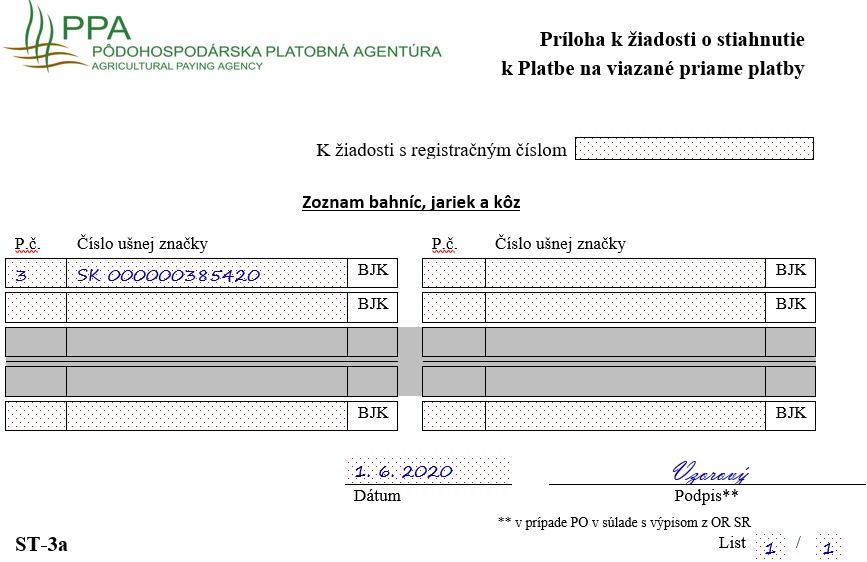 PPA
PÔDOHOSPODÁRSKA PLATOBNÁ AGENTÚRA
AGRICULTURAL PAYING AGENCY
Príloha k žiadosti o stiahnutie
k Platbe na viazané priame platby
K žiadosti s registračným číslom
Zoznam bahníc, jariek a kôz
P.č. Číslo ušnej značky P.č. Číslo ušnej značky
3 SK 000000385420 BJK BJK
BJK BJK
BJK BJK
1. 6. 2020 Vzorový
Dátum Podpis**
** v prípade PO v súlade s výpisom z OR SR
ST-3a List 1 / 1